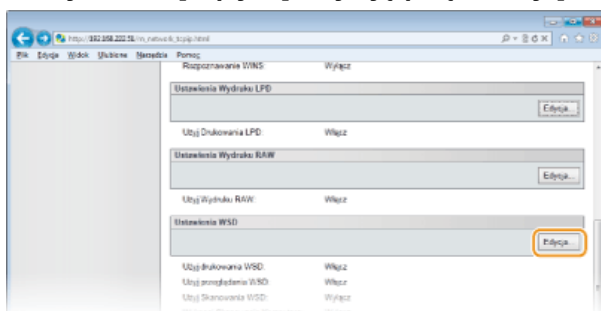 http://192.168.222.51/m_network_tcpip.html
Plik Edycja Widok Ulubione Narzędzia Pomoc
Rozpoznawanie WINS: Wyłącz
Ustawienia Wydruku LPD
Edycja...
Użyj Drukowania LPD: Włącz
Ustawienia Wydruku RAW
Edycja...
Użyj Wydruku RAW: Włącz
Ustawienia WSD
Edycja...
Użyj drukowania WSD: Włącz
Użyj przeglądania WSD: Włącz
Użyj Skanowania WSD: Wyłącz